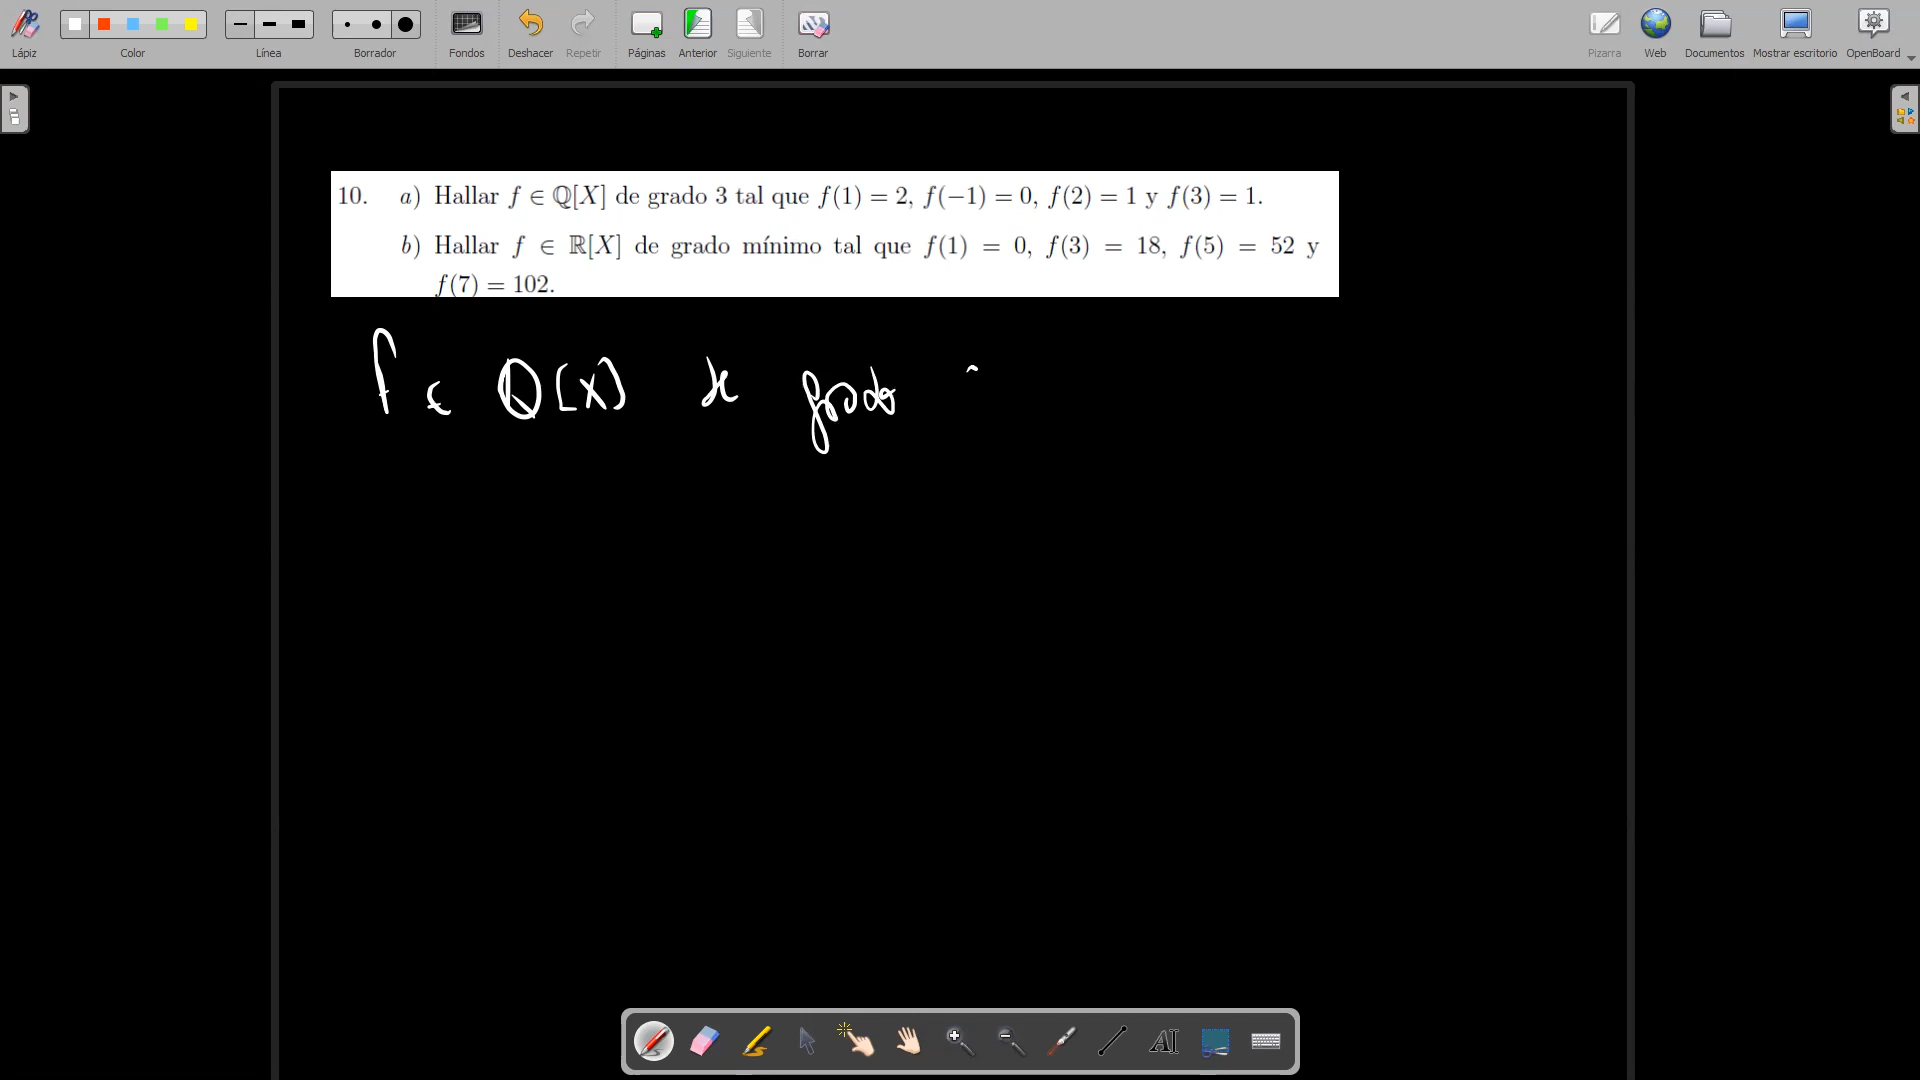 Lápiz Color Línea Borrador Fondos Deshacer Repetir Páginas Anterior Siguiente Borrar Pizarra Web Documentos Mostrar escritorio OpenBoard
10. a) Hallar f ∈ ℚ[X] de grado 3 tal que f(1) = 2, f(−1) = 0, f(2) = 1 y f(3) = 1.
b) Hallar f ∈ ℝ[X] de grado mínimo tal que f(1) = 0, f(3) = 18, f(5) = 52 y
f(7) = 102.
f ∈ ℚ[X] de grado
AI